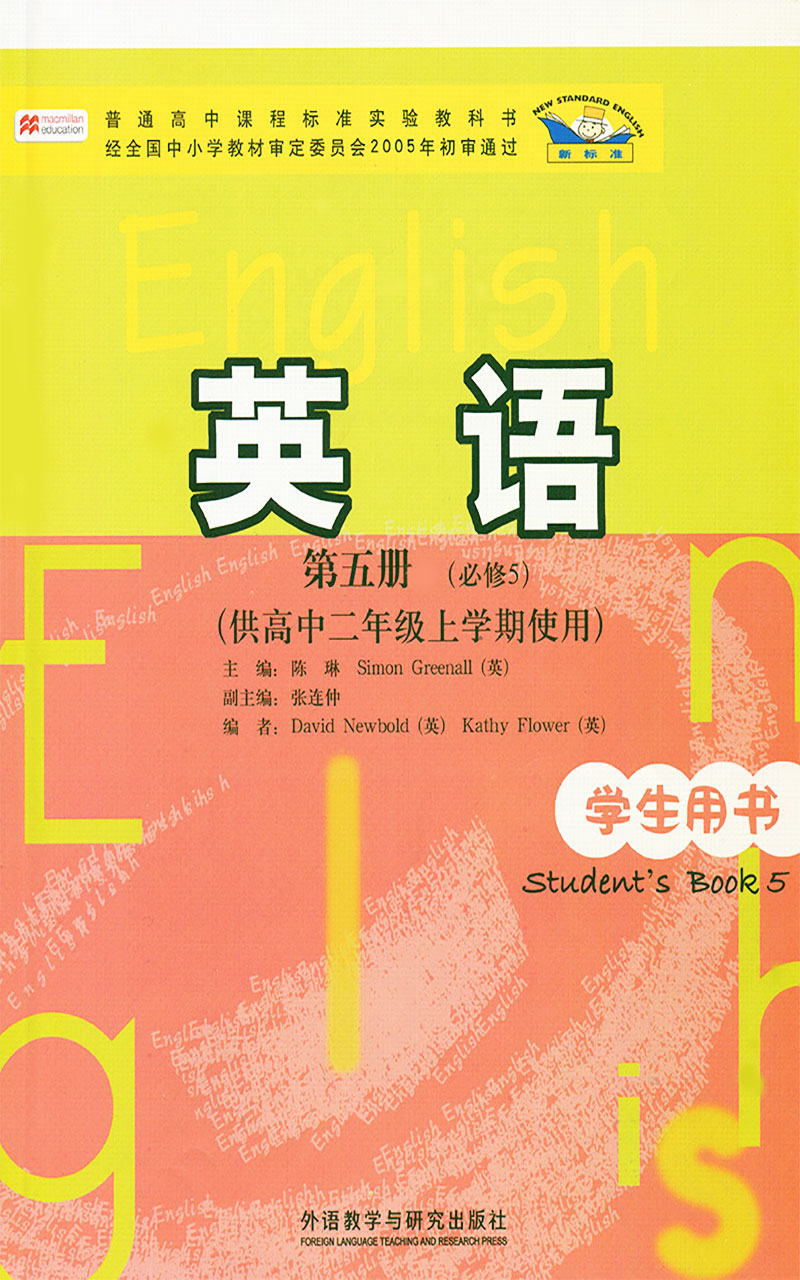 macmillan
education
普通高中课程标准实验教科书
经全国中小学教材审定委员会2005年初审通过
NEW STANDARD ENGLISH
新标准
English
英语
第五册 (必修5)
(供高中二年级上学期使用)
主 编: 陈 琳 Simon Greenall (英)
副主编: 张连仲
编 者: David Newbold (英) Kathy Flower (英)
学生用书
Student's Book 5
English
外语教学与研究出版社
FOREIGN LANGUAGE TEACHING AND RESEARCH PRESS